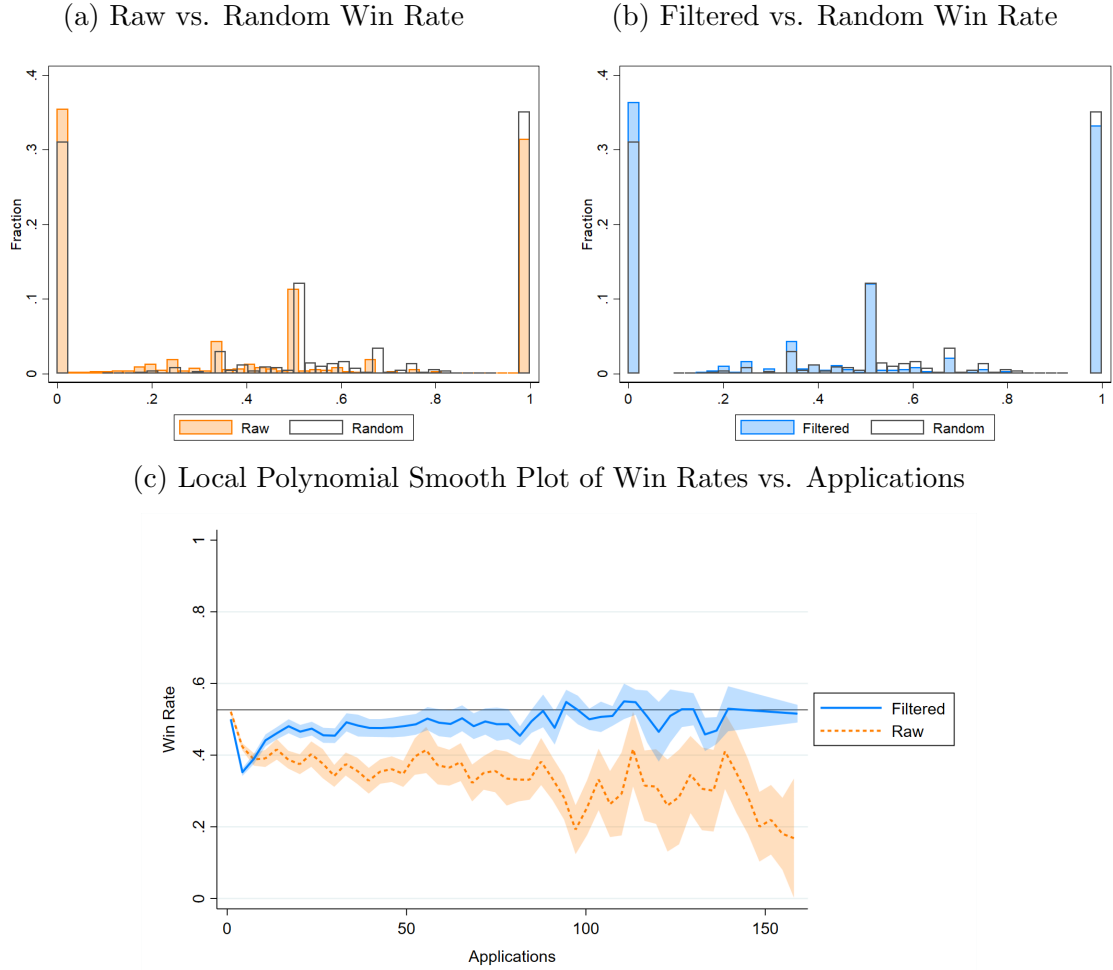 (a) Raw vs. Random Win Rate
(b) Filtered vs. Random Win Rate
.4
.3
.2
.1
0
Fraction
0 .2 .4 .6 .8 1
Raw Random
.4
.3
.2
.1
0
Fraction
0 .2 .4 .6 .8 1
Filtered Random
(c) Local Polynomial Smooth Plot of Win Rates vs. Applications
1
.8
.6
.4
.2
0
Win Rate
0 50 100 150
Applications
Filtered
Raw